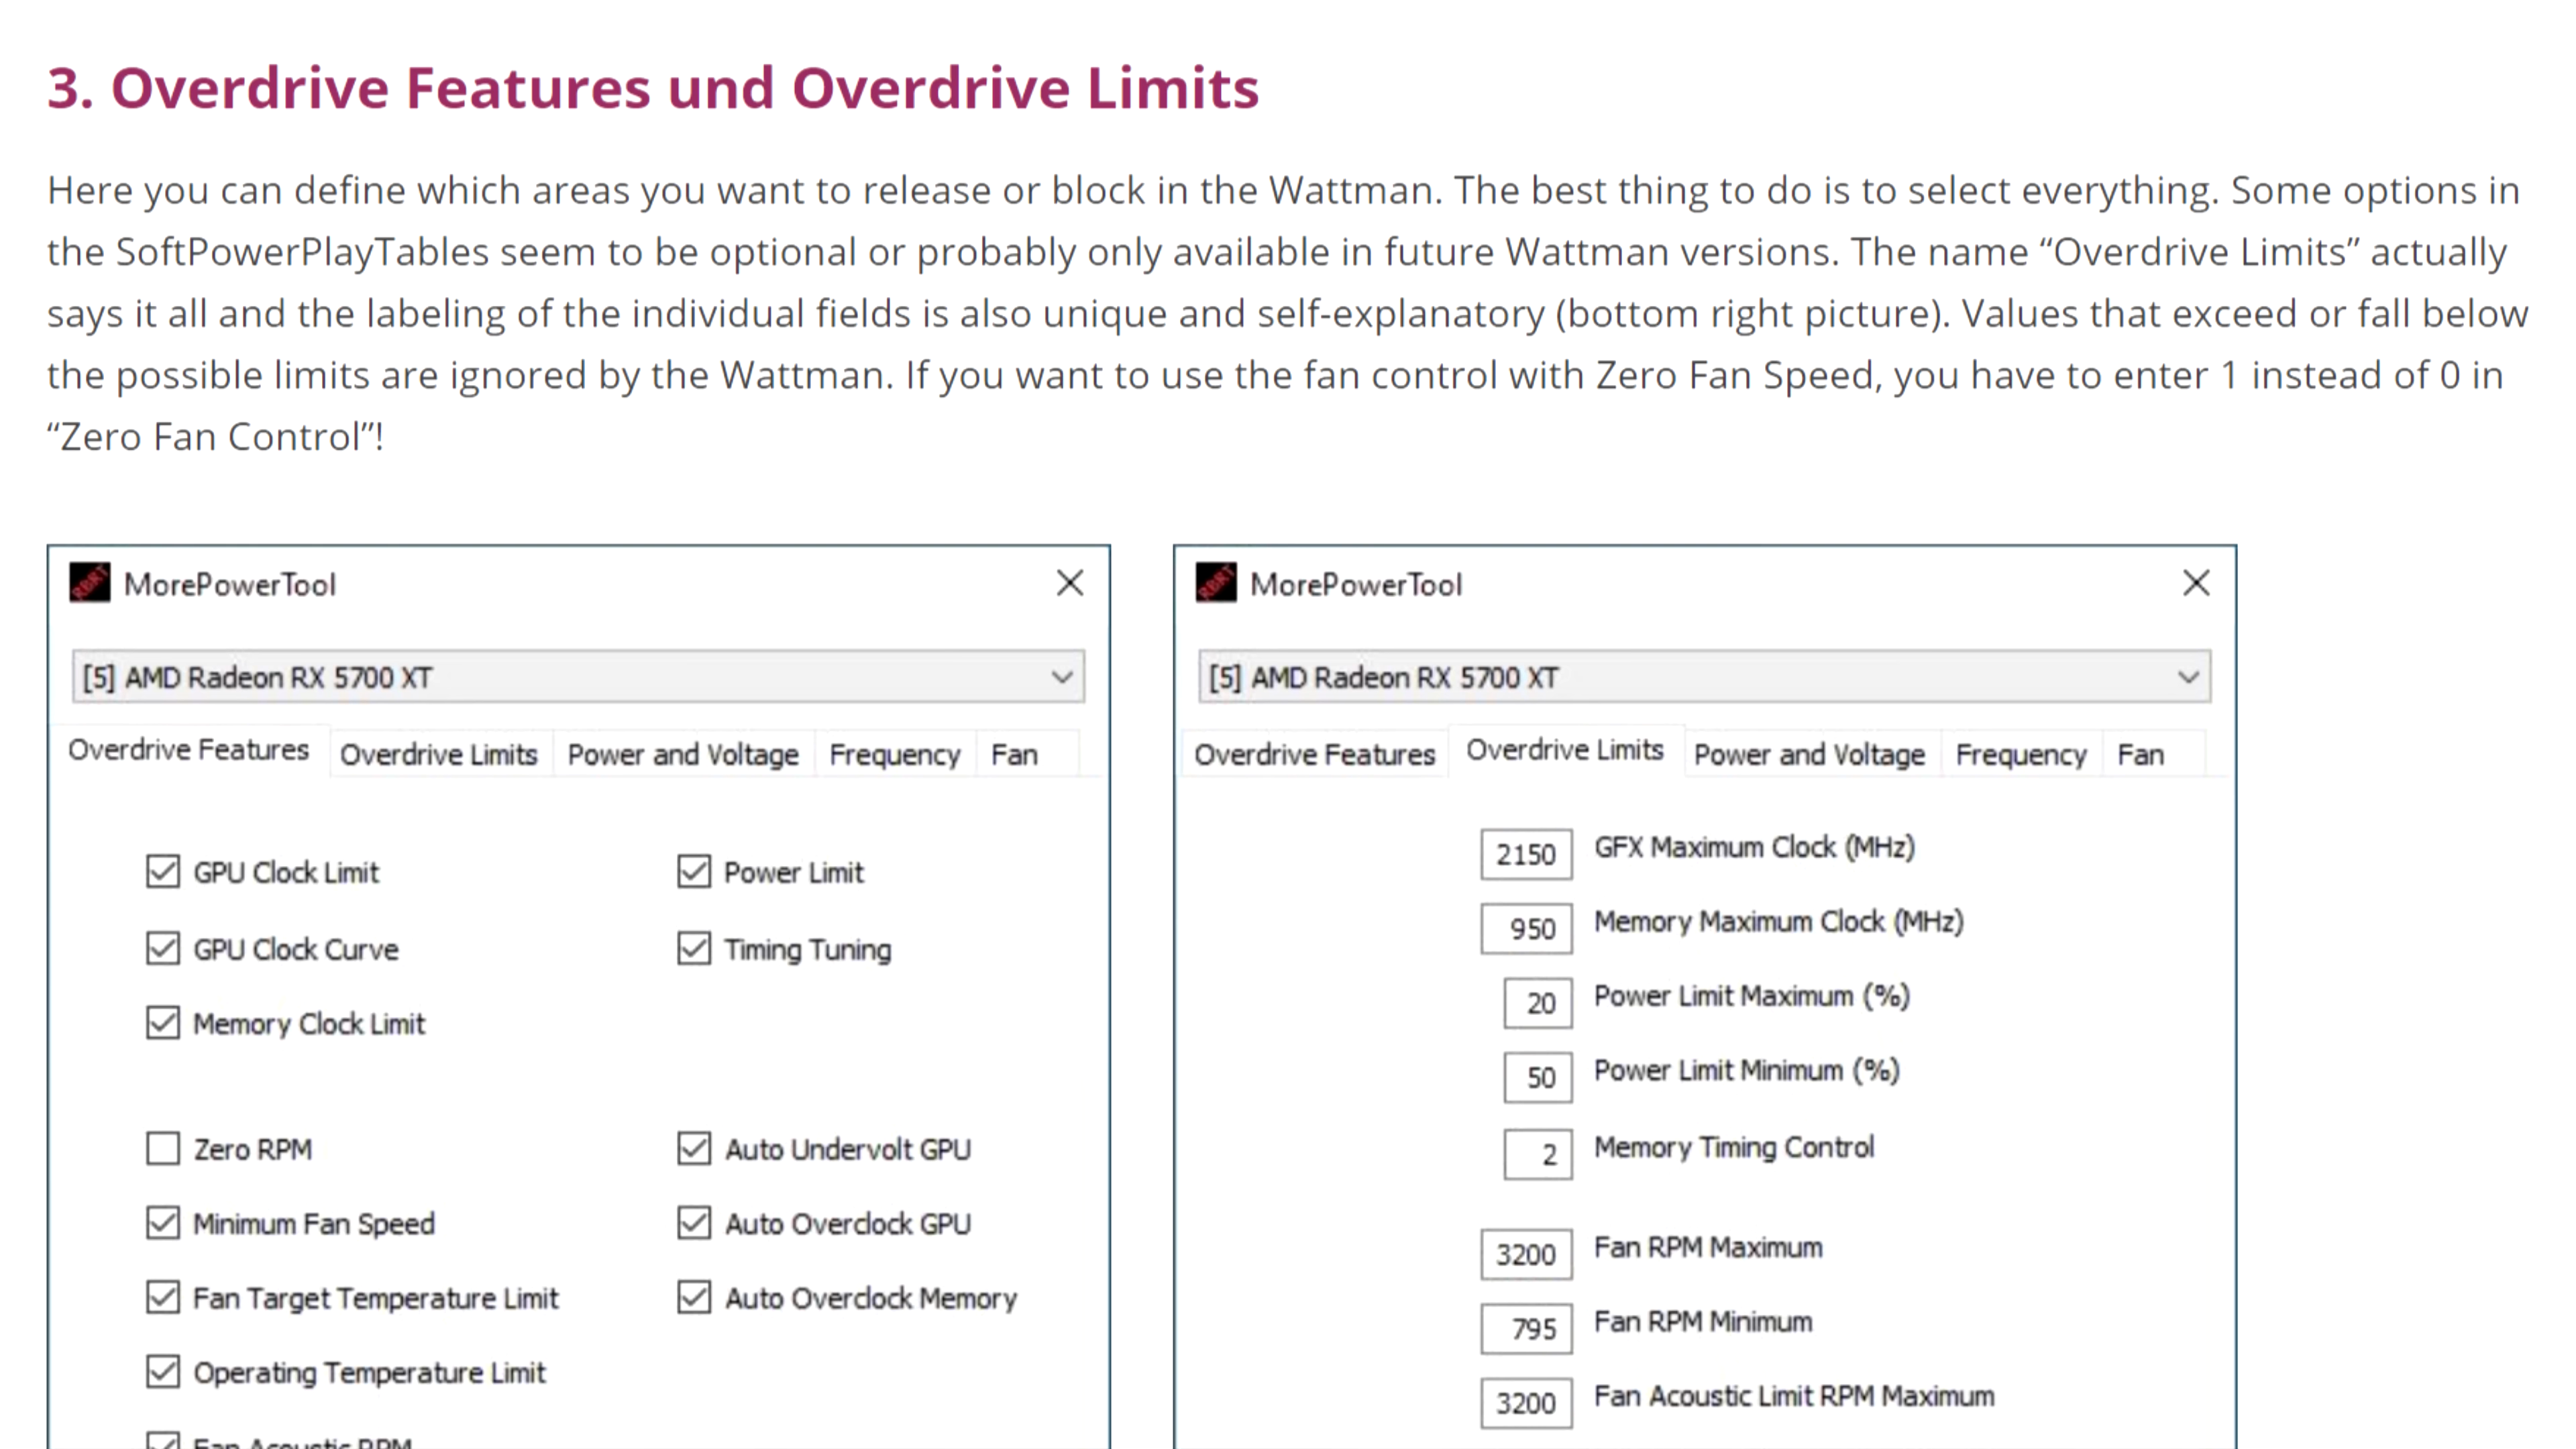 3. Overdrive Features und Overdrive Limits
Here you can define which areas you want to release or block in the Wattman. The best thing to do is to select everything. Some options in
the SoftPowerPlayTables seem to be optional or probably only available in future Wattman versions. The name “Overdrive Limits” actually
says it all and the labeling of the individual fields is also unique and self-explanatory (bottom right picture). Values that exceed or fall below
the possible limits are ignored by the Wattman. If you want to use the fan control with Zero Fan Speed, you have to enter 1 instead of 0 in
“Zero Fan Control”!
RBRT MorePowerTool
[5] AMD Radeon RX 5700 XT
Overdrive Features Overdrive Limits Power and Voltage Frequency Fan
GPU Clock Limit Power Limit
GPU Clock Curve Timing Tuning
Memory Clock Limit
Zero RPM Auto Undervolt GPU
Minimum Fan Speed Auto Overclock GPU
Fan Target Temperature Limit Auto Overclock Memory
Operating Temperature Limit
Fan Acoustic RPM
RBRT MorePowerTool
[5] AMD Radeon RX 5700 XT
Overdrive Features Overdrive Limits Power and Voltage Frequency Fan
2150 GFX Maximum Clock (MHz)
950 Memory Maximum Clock (MHz)
20 Power Limit Maximum (%)
50 Power Limit Minimum (%)
2 Memory Timing Control
3200 Fan RPM Maximum
795 Fan RPM Minimum
3200 Fan Acoustic Limit RPM Maximum